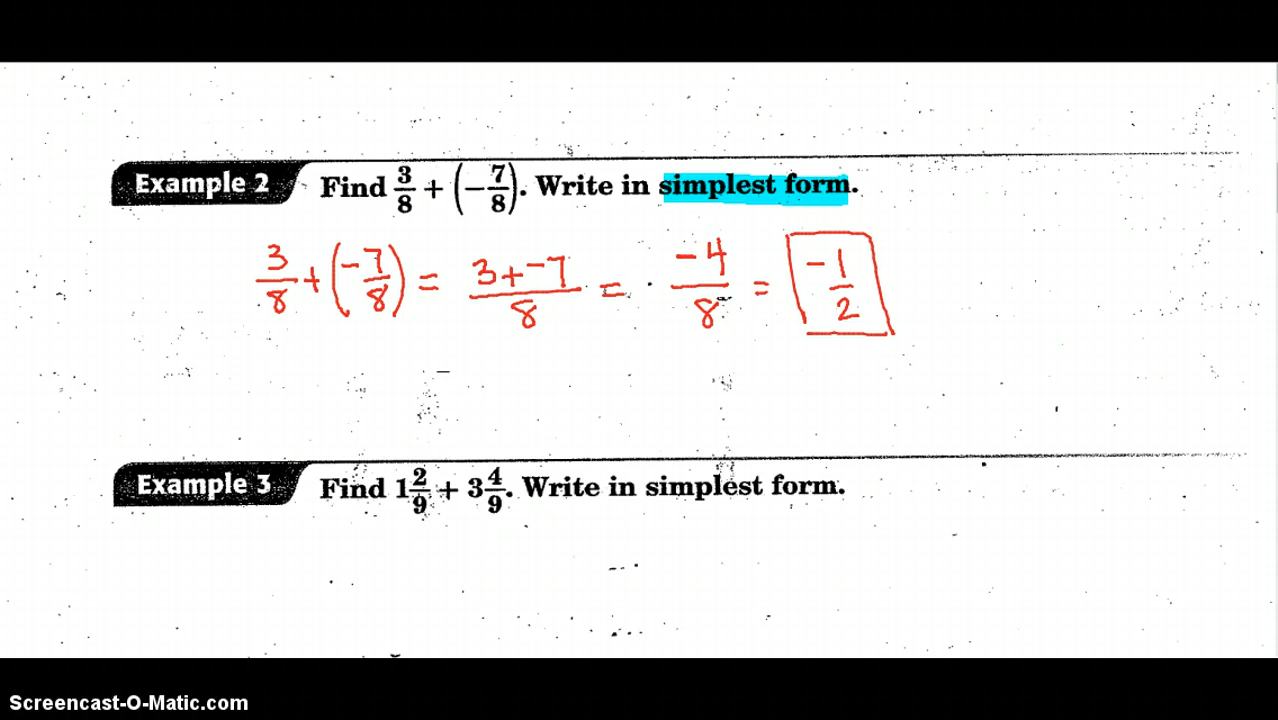 Example 2 Find 3/8 + (−7/8). Write in simplest form.
3/8 + (−7/8) = 3+−7/8 = −4/8 = −1/2
Example 3 Find 1 2/9 + 3 4/9. Write in simplest form.
Screencast-O-Matic.com